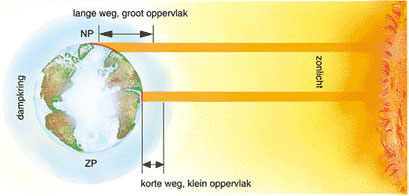 lange weg, groot oppervlak
NP
dampkring
zonlicht
ZP
korte weg, klein oppervlak